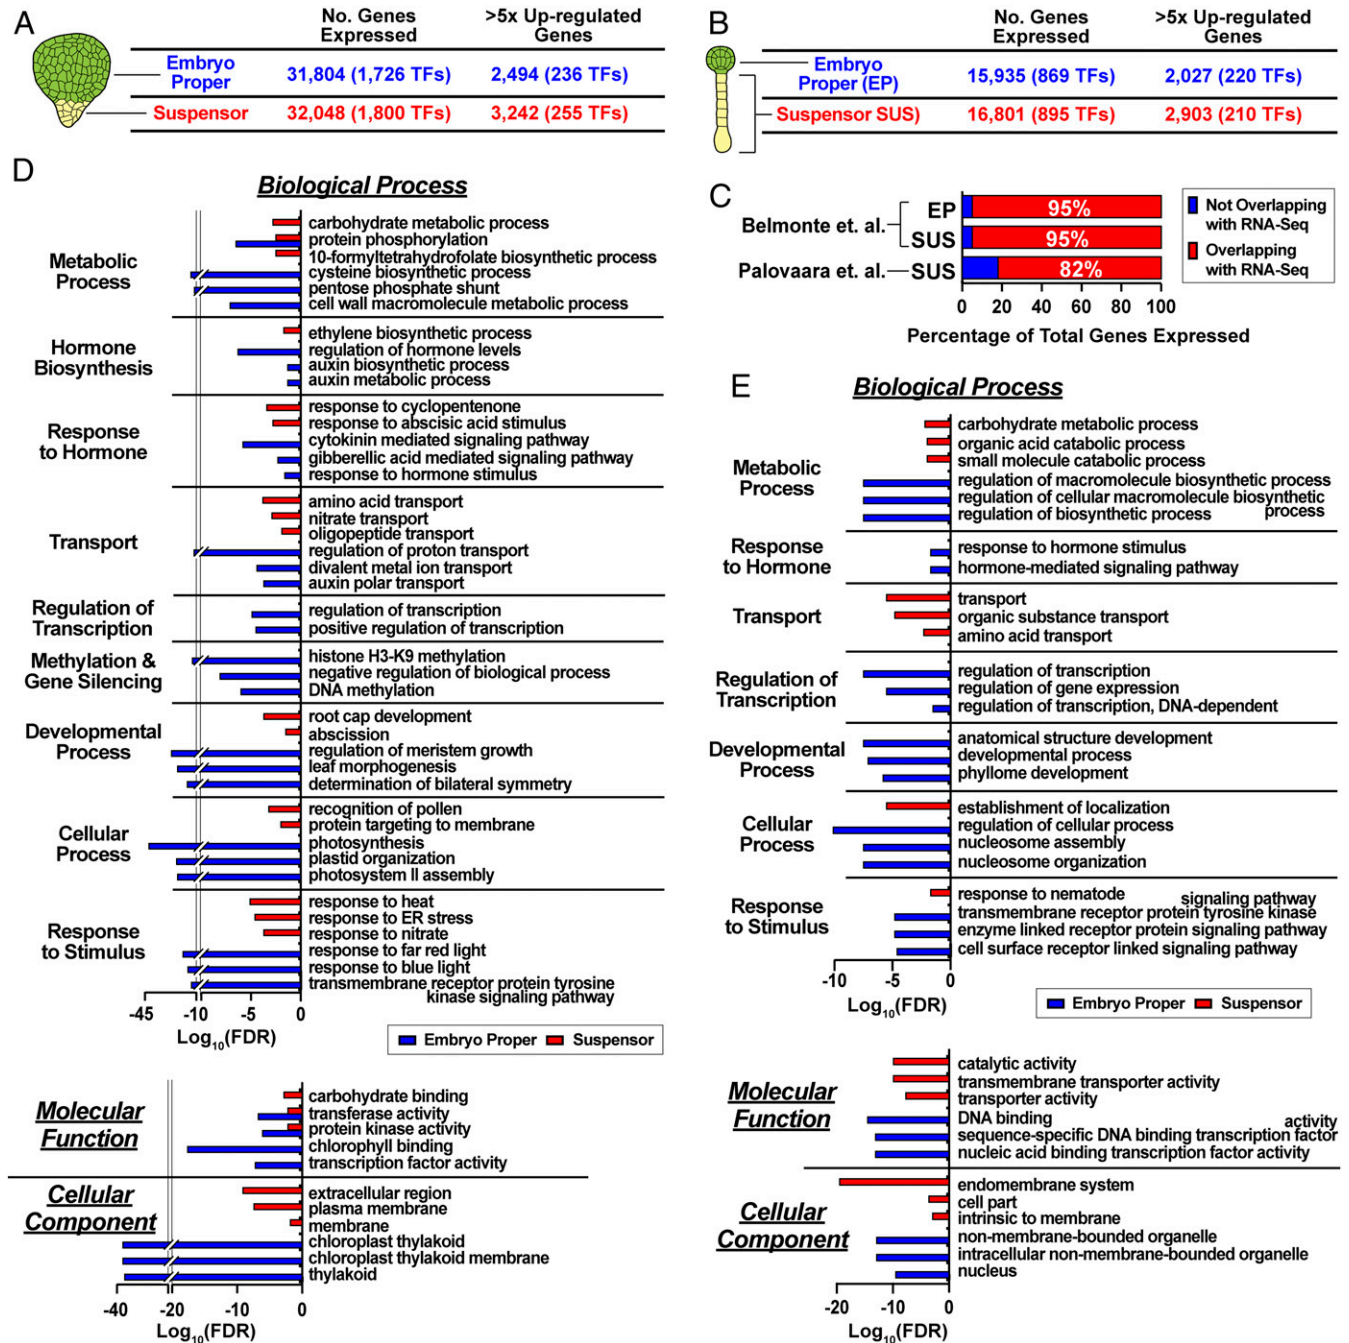 A
No. Genes
Expressed
>5x Up-regulated
Genes
Embryo
Proper
31,804 (1,726 TFs)
2,494 (236 TFs)
Suspensor
32,048 (1,800 TFs)
3,242 (255 TFs)
B
No. Genes
Expressed
>5x Up-regulated
Genes
Embryo
Proper (EP)
15,935 (869 TFs)
2,027 (220 TFs)
Suspensor SUS)
16,801 (895 TFs)
2,903 (210 TFs)
C
Belmonte et. al.
EP
95%
SUS
95%
Palovaara et. al.
SUS
82%
0 20 40 60 80 100
Percentage of Total Genes Expressed
Not Overlapping
with RNA-Seq
Overlapping
with RNA-Seq
D
Biological Process
Metabolic
Process
carbohydrate metabolic process
protein phosphorylation
10-formyltetrahydrofolate biosynthetic process
cysteine biosynthetic process
pentose phosphate shunt
cell wall macromolecule metabolic process
Hormone
Biosynthesis
ethylene biosynthetic process
regulation of hormone levels
auxin biosynthetic process
auxin metabolic process
Response
to Hormone
response to cyclopentenone
response to abscisic acid stimulus
cytokinin mediated signaling pathway
gibberellic acid mediated signaling pathway
response to hormone stimulus
Transport
amino acid transport
nitrate transport
oligopeptide transport
regulation of proton transport
divalent metal ion transport
auxin polar transport
Regulation of
Transcription
regulation of transcription
positive regulation of transcription
Methylation &
Gene Silencing
histone H3-K9 methylation
negative regulation of biological process
DNA methylation
Developmental
Process
root cap development
abscission
regulation of meristem growth
leaf morphogenesis
determination of bilateral symmetry
Cellular
Process
recognition of pollen
protein targeting to membrane
photosynthesis
plastid organization
photosystem II assembly
Response
to Stimulus
response to heat
response to ER stress
response to nitrate
response to far red light
response to blue light
transmembrane receptor protein tyrosine
kinase signaling pathway
-45 -10 -5 0
Log10(FDR)
Embryo Proper
Suspensor
Molecular
Function
carbohydrate binding
transferase activity
protein kinase activity
chlorophyll binding
transcription factor activity
Cellular
Component
extracellular region
plasma membrane
membrane
chloroplast thylakoid
chloroplast thylakoid membrane
thylakoid
-40 -20 -10 0
Log10(FDR)
E
Biological Process
Metabolic
Process
carbohydrate metabolic process
organic acid catabolic process
small molecule catabolic process
regulation of macromolecule biosynthetic process
regulation of cellular macromolecule biosynthetic
process
regulation of biosynthetic process
Response
to Hormone
response to hormone stimulus
hormone-mediated signaling pathway
Transport
transport
organic substance transport
amino acid transport
Regulation of
Transcription
regulation of transcription
regulation of gene expression
regulation of transcription, DNA-dependent
Developmental
Process
anatomical structure development
developmental process
phyllome development
Cellular
Process
establishment of localization
regulation of cellular process
nucleosome assembly
nucleosome organization
Response
to Stimulus
response to nematode
signaling pathway
transmembrane receptor protein tyrosine kinase
enzyme linked receptor protein signaling pathway
cell surface receptor linked signaling pathway
-10 -5 0
Log10(FDR)
Embryo Proper
Suspensor
Molecular
Function
catalytic activity
transmembrane transporter activity
transporter activity
DNA binding
activity
sequence-specific DNA binding transcription factor
nucleic acid binding transcription factor activity
Cellular
Component
endomembrane system
cell part
intrinsic to membrane
non-membrane-bounded organelle
intracellular non-membrane-bounded organelle
nucleus
-20 -10 0
Log10(FDR)